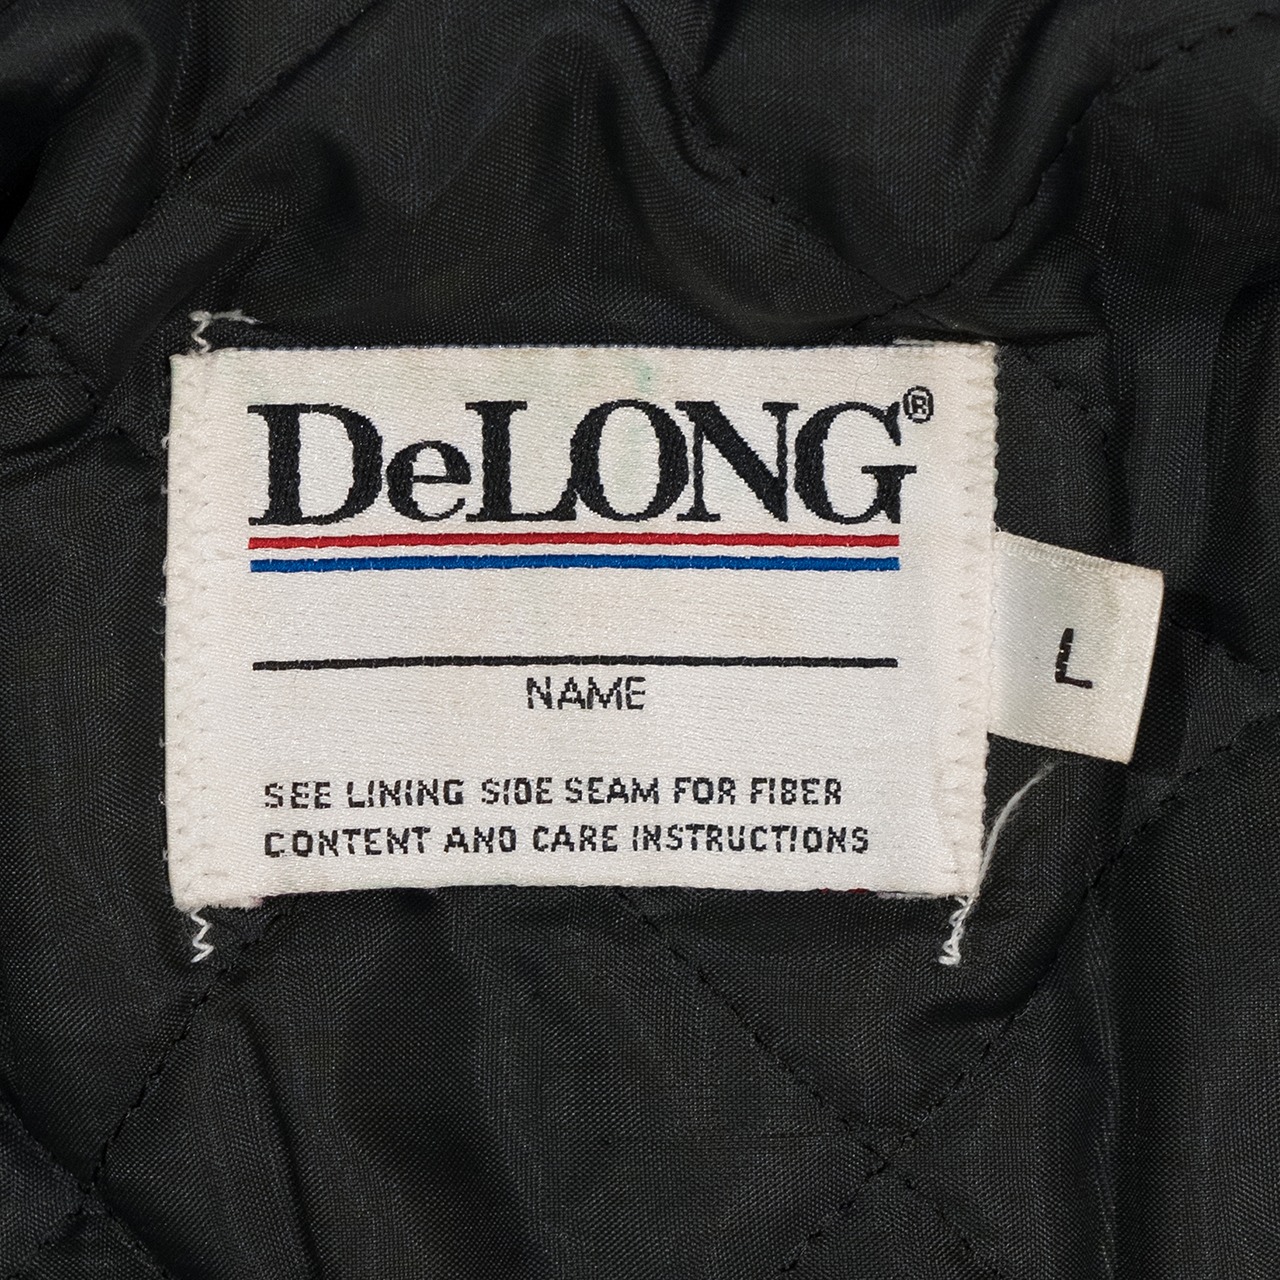 DeLONG®
L
NAME
SEE LINING SIDE SEAM FOR FIBER
CONTENT AND CARE INSTRUCTIONS